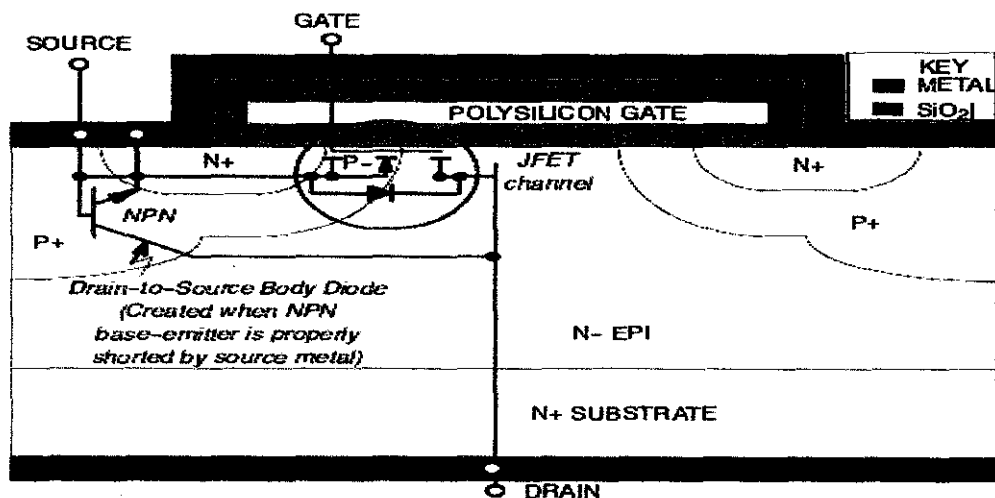 GATE
SOURCE
KEY
METAL
SiO2
POLYSILICON GATE
N+
P-
JFET
channel
N+
NPN
P+
P+
Drain-to-Source Body Diode
(Created when NPN
base-emitter is properly
shorted by source metal)
N- EPI
N+ SUBSTRATE
DRAIN